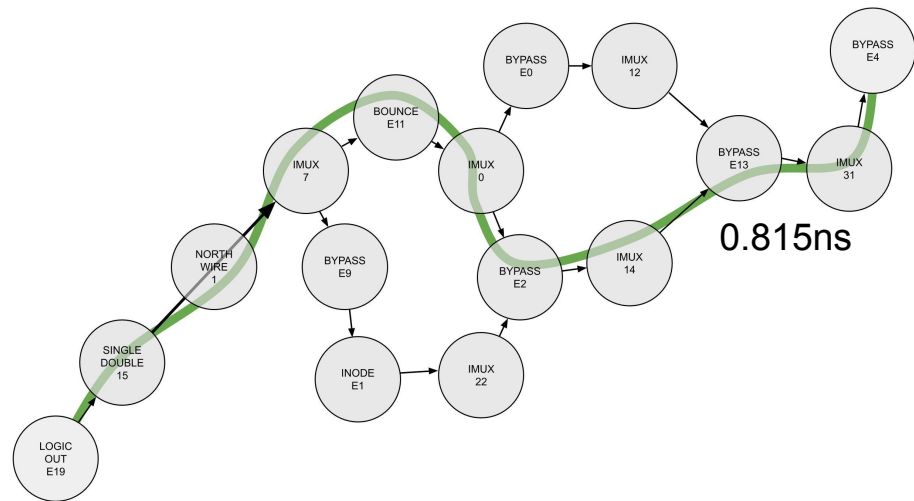 BYPASS
E4
BYPASS
E0
IMUX
12
BOUNCE
E11
IMUX
7
IMUX
0
BYPASS
E13
IMUX
31
0.815ns
NORTH
WIRE
1
BYPASS
E9
BYPASS
E2
IMUX
14
SINGLE
DOUBLE
15
INODE
E1
IMUX
22
LOGIC
OUT
E19